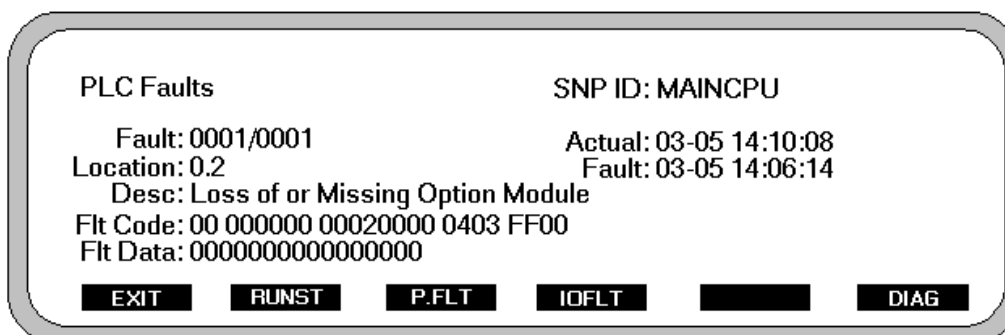 PLC Faults SNP ID: MAINCPU
Fault: 0001/0001 Actual: 03-05 14:10:08
Location: 0.2 Fault: 03-05 14:06:14
Desc: Loss of or Missing Option Module
Flt Code: 00 000000 00020000 0403 FF00
Flt Data: 0000000000000000
EXIT RUNST P.FLT IOFLT DIAG